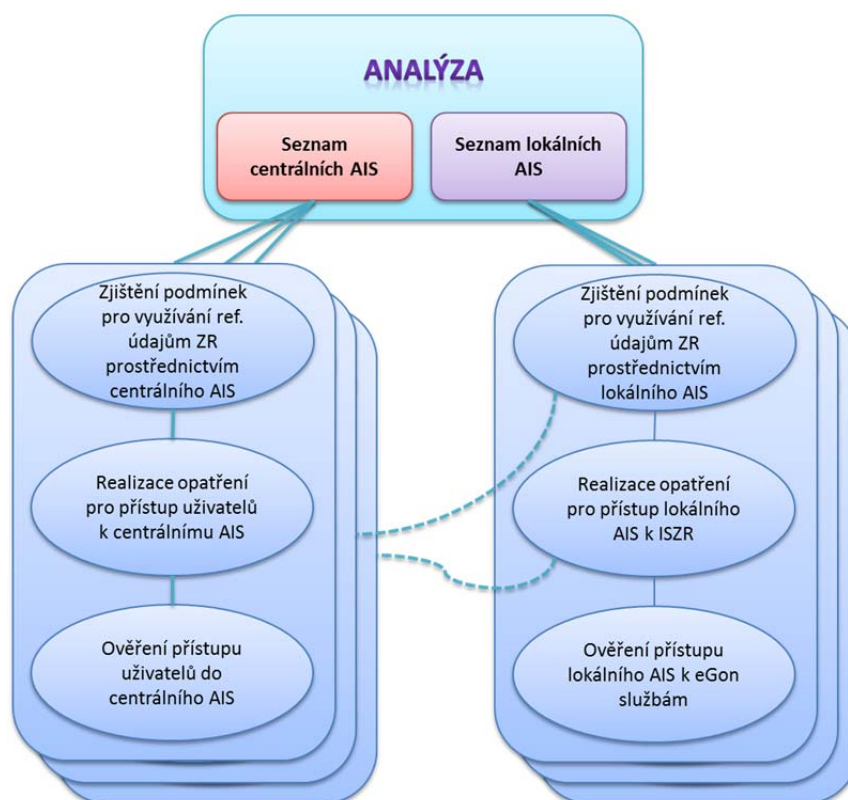 ANALÝZA
Seznam
centrálních AIS
Seznam lokálních
AIS
Zjištění podmínek
pro využívání ref.
údajům ZR
prostřednictvím
centrálního AIS
Realizace opatření
pro přístup uživatelů
k centrálnímu AIS
Ověření přístupu
uživatelů do
centrálního AIS
Zjištění podmínek
pro využívání ref.
údajům ZR
prostřednictvím
lokálního AIS
Realizace opatření
pro přístup lokálního
AIS k ISZR
Ověření přístupu
lokálního AIS k eGon
službám